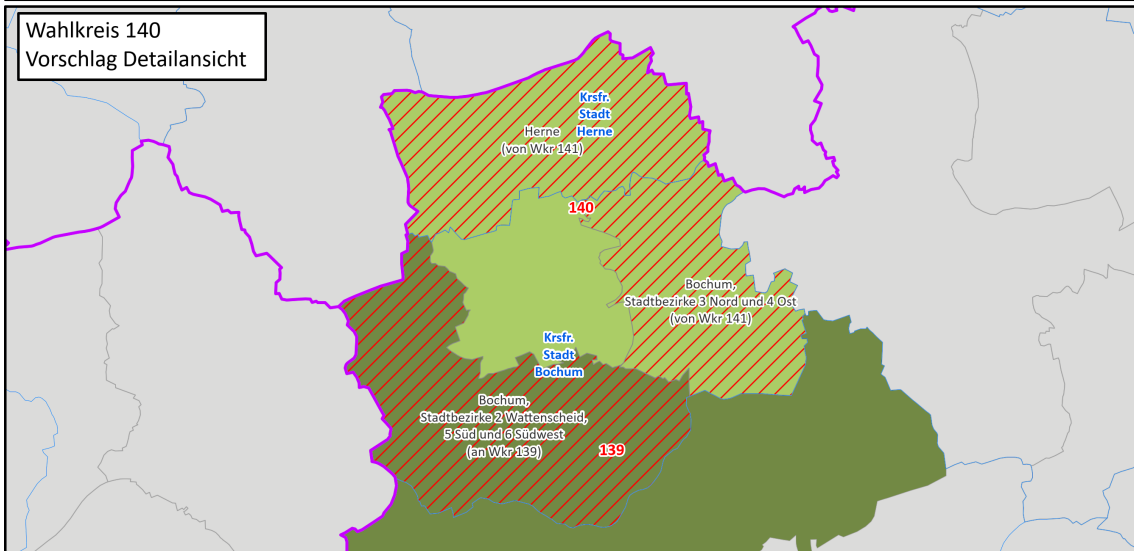 Wahlkreis 140
Vorschlag Detailansicht
Krsfr.
Stadt
Herne
Herne
(von Wkr 141)
140
Bochum,
Stadtbezirke 3 Nord und 4 Ost
(von Wkr 141)
Krsfr.
Stadt
Bochum
Bochum,
Stadtbezirke 2 Wattenscheid,
5 Süd und 6 Südwest
(an Wkr 139)
139